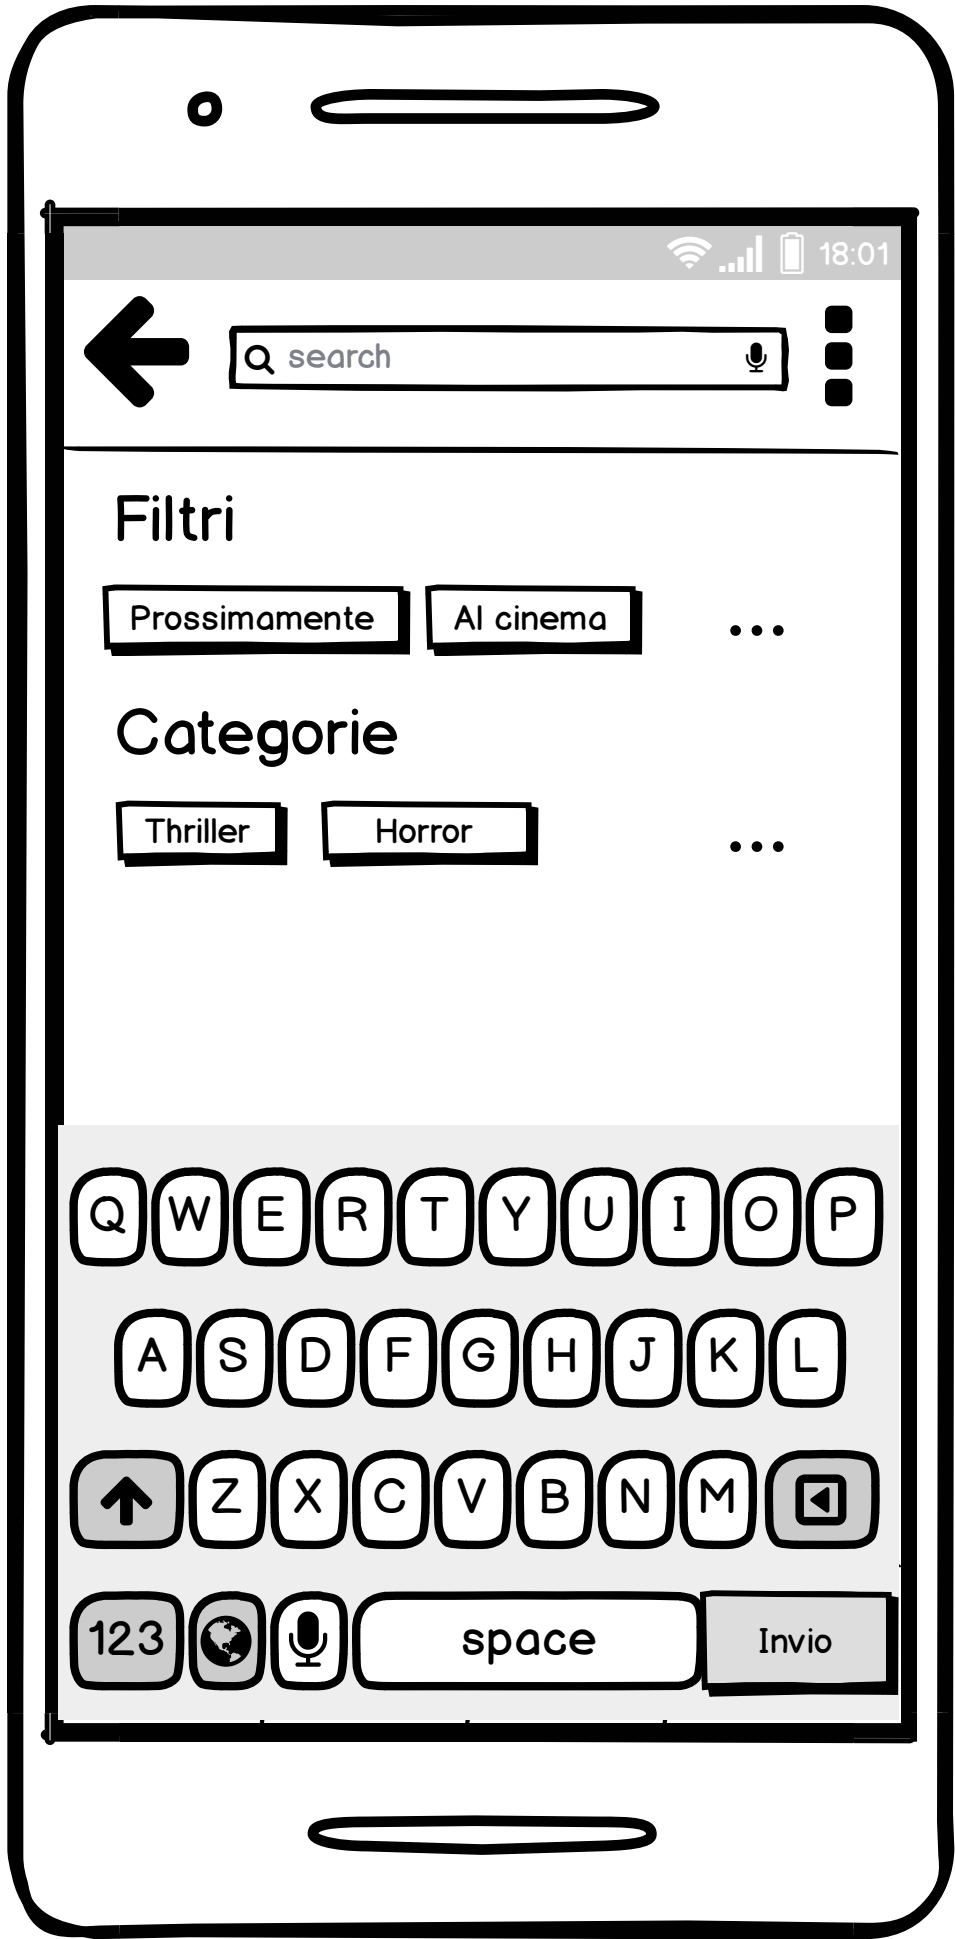 18:01
search
Filtri
Prossimamente Al cinema ...
Categorie
Thriller Horror ...
Q W E R T Y U I O P
A S D F G H J K L
Z X C V B N M
123 space Invio